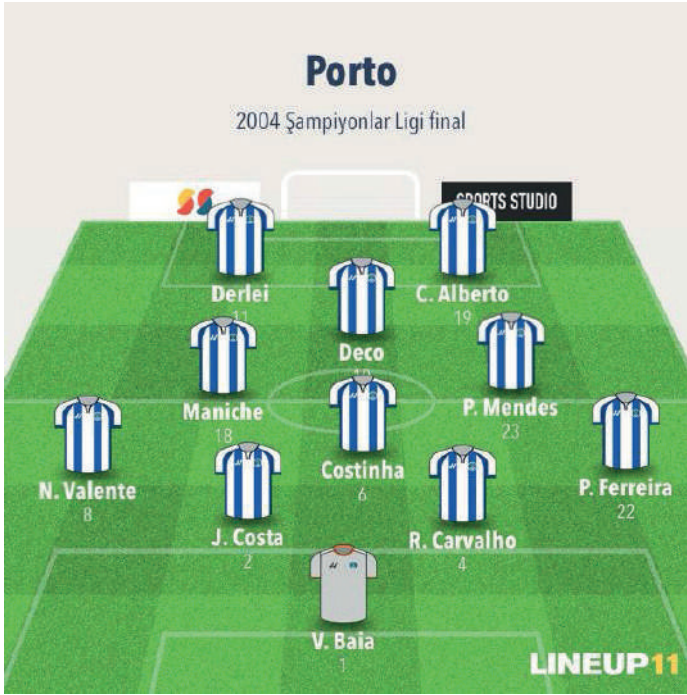 Porto
2004 Şampiyonlar Ligi final
SPORTS STUDIO
Derlei
11
C. Alberto
19
Deco
10
Maniche
18
P. Mendes
23
Costinha
6
N. Valente
8
P. Ferreira
22
J. Costa
2
R. Carvalho
4
V. Baia
1
LINEUP11